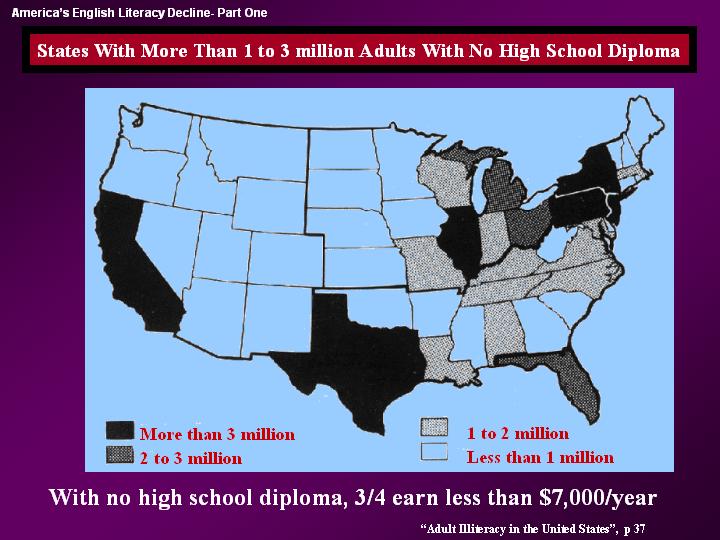 America's English Literacy Decline- Part One
States With More Than 1 to 3 million Adults With No High School Diploma
More than 3 million
2 to 3 million
1 to 2 million
Less than 1 million
With no high school diploma, 3/4 earn less than $7,000/year
"Adult Illiteracy in the United States", p 37